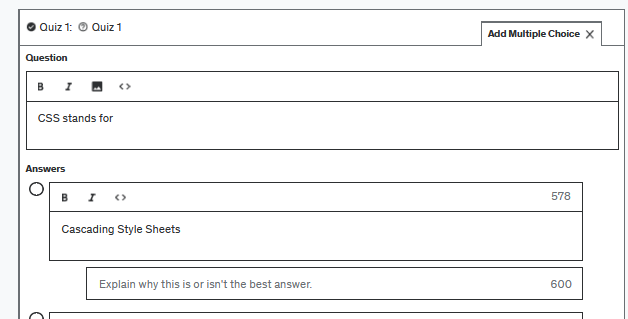 Quiz 1: Quiz 1
Add Multiple Choice X
Question
B I <>
CSS stands for
Answers
B I <> 578
Cascading Style Sheets
Explain why this is or isn't the best answer. 600